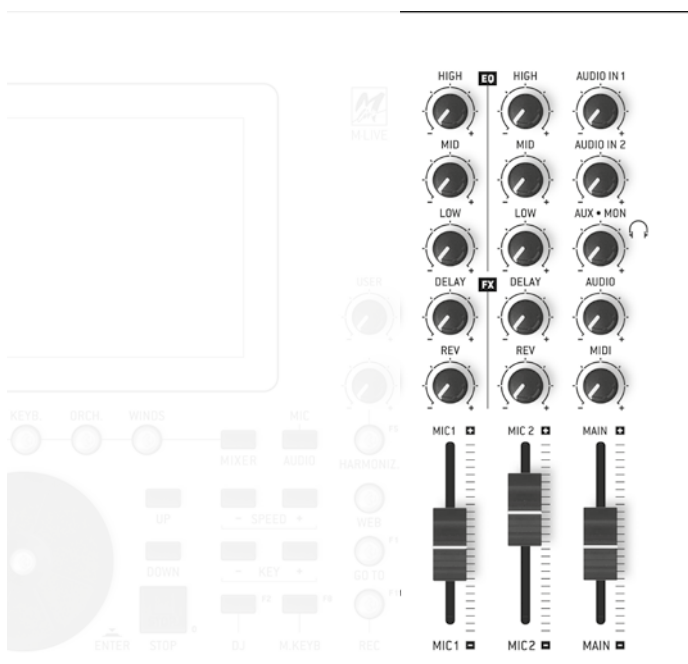 HIGH EQ HIGH AUDIO IN 1
M-LIVE
MID MID AUDIO IN 2
LOW LOW AUX • MON
DELAY FX DELAY AUDIO
USER
REV REV MIDI
KEYB. ORCH. WINDS MIC
MIC1 + MIC 2 + MAIN +
MIXER AUDIO HARMONIZ.
UP - SPEED + WEB
DOWN - KEY + GO TO
ENTER STOP DJ M.KEYB REC
MIC1 - MIC2 - MAIN -